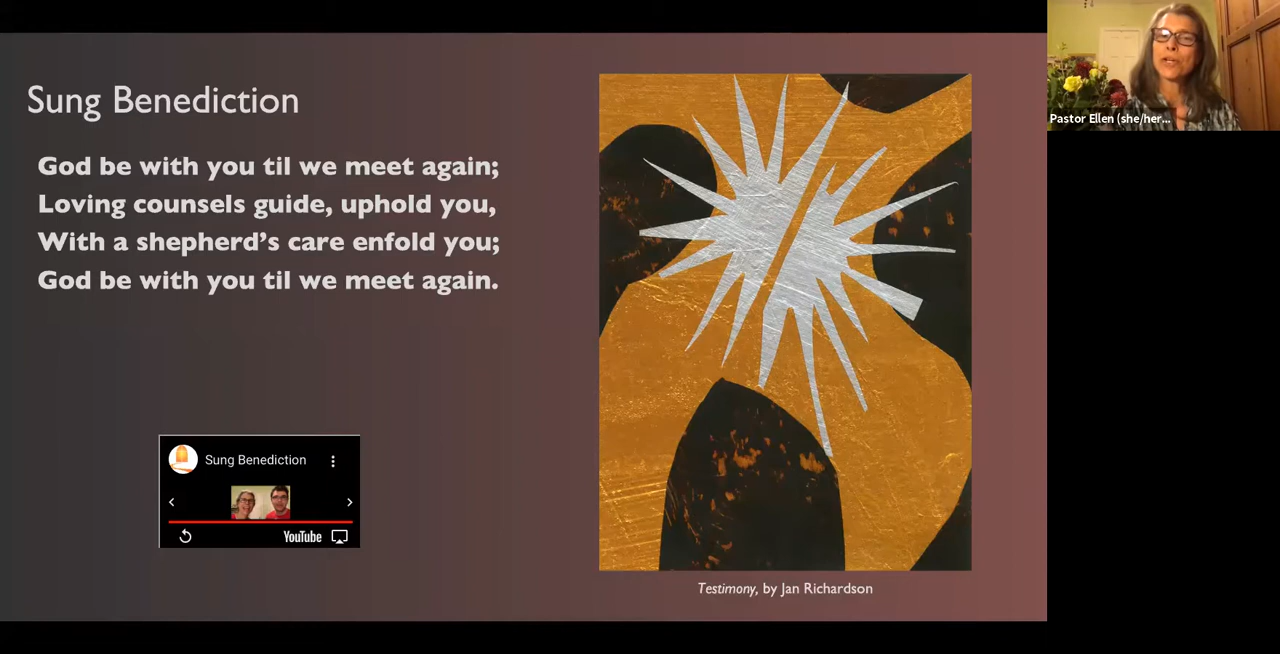 Sung Benediction
God be with you til we meet again;
Loving counsels guide, uphold you,
With a shepherd’s care enfold you;
God be with you til we meet again.
Sung Benediction
YouTube
Testimony, by Jan Richardson
Pastor Ellen (she/her...